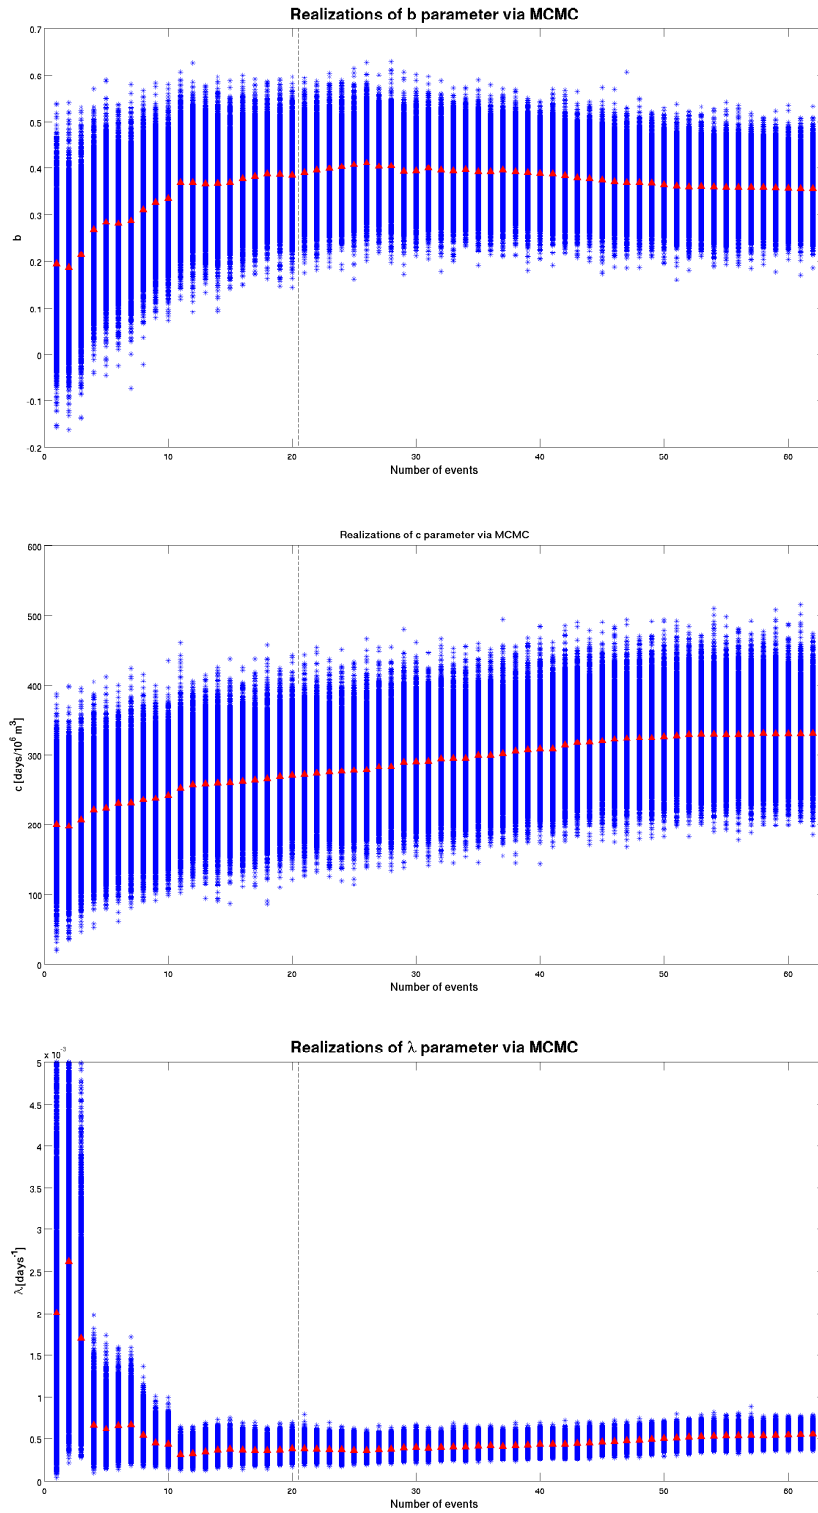 Realizations of b parameter via MCMC
0.7
0.6
0.5
0.4
0.3
0.2
0.1
0
-0.1
-0.2
b
0 10 20 30 40 50 60
Number of events
Realizations of c parameter via MCMC
600
500
400
300
200
100
0
c [days/10⁶ m³]
0 10 20 30 40 50 60
Number of events
Realizations of λ parameter via MCMC
x 10⁻³
5
4.5
4
3.5
3
2.5
2
1.5
1
0.5
0
λ[days⁻¹]
0 10 20 30 40 50 60
Number of events